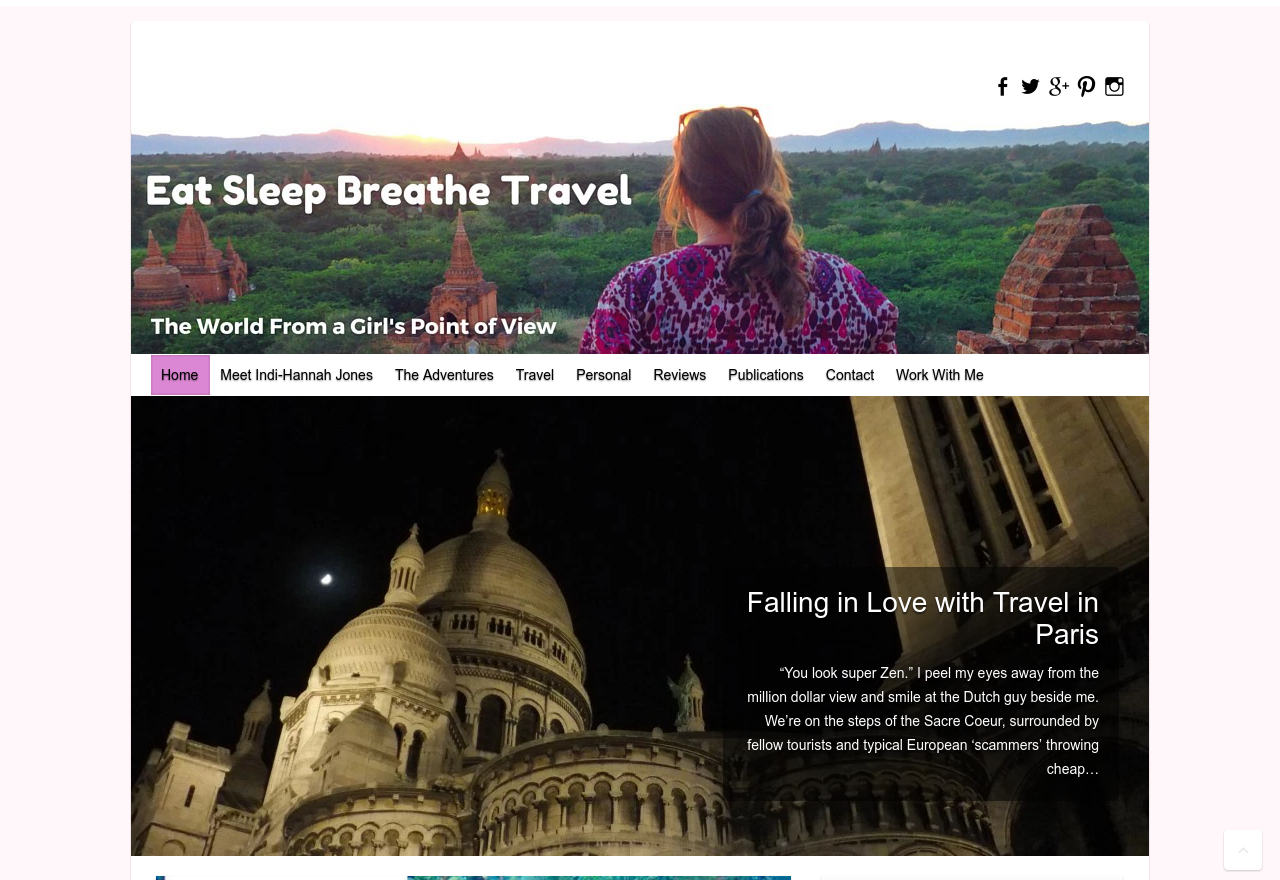 Eat Sleep Breathe Travel
The World From a Girl's Point of View
Home Meet Indi-Hannah Jones The Adventures Travel Personal Reviews Publications Contact Work With Me
Falling in Love with Travel in
Paris
“You look super Zen.” I peel my eyes away from the
million dollar view and smile at the Dutch guy beside me.
We’re on the steps of the Sacre Coeur, surrounded by
fellow tourists and typical European ‘scammers’ throwing
cheap…